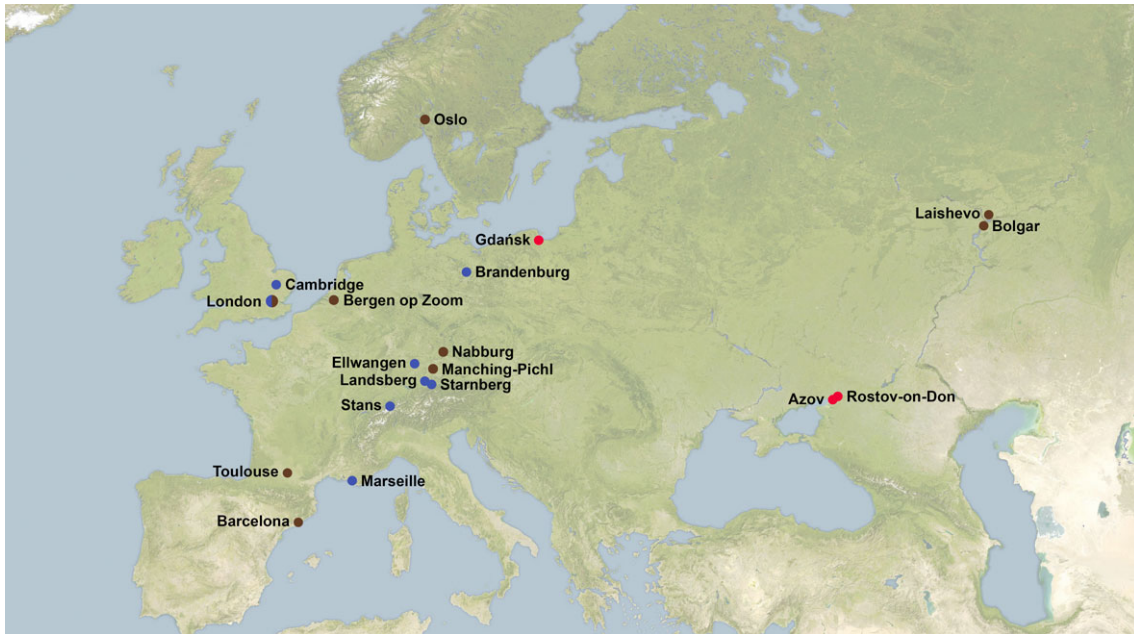 Oslo
Laishevo
Bolgar
Gdańsk
Brandenburg
Cambridge
London
Bergen op Zoom
Nabburg
Ellwangen
Manching-Pichl
Landsberg
Starnberg
Stans
Azov
Rostov-on-Don
Toulouse
Marseille
Barcelona